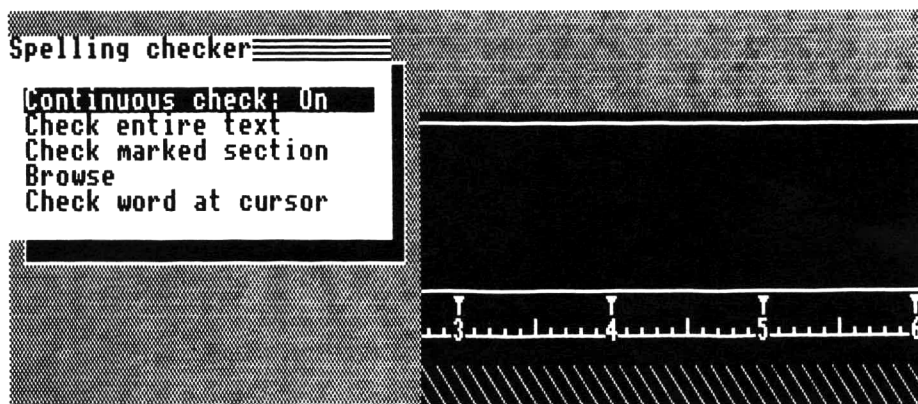 Spelling checker
Continuous check: On
Check entire text
Check marked section
Browse
Check word at cursor
3 4 5 6